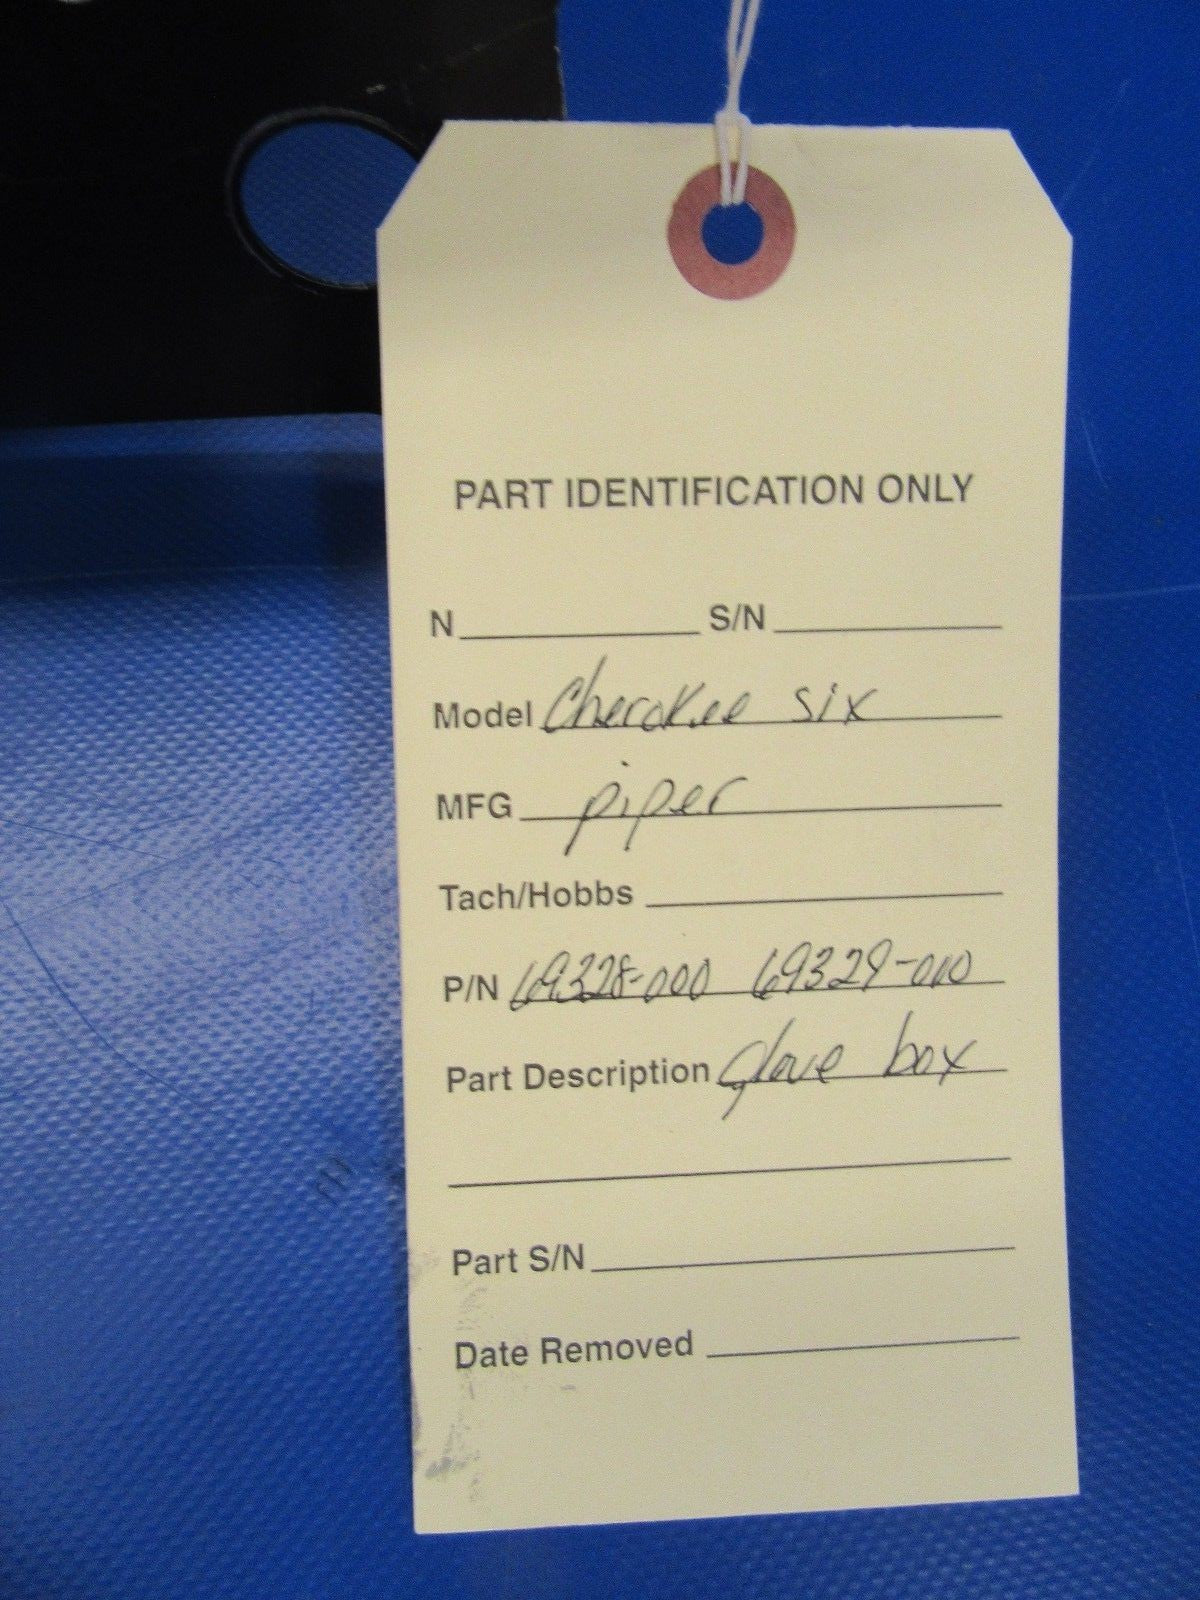 PART IDENTIFICATION ONLY
N S/N
Model Cherokee six
MFG piper
Tach/Hobbs
P/N 69328-000 69329-000
Part Description glove box
Part S/N
Date Removed